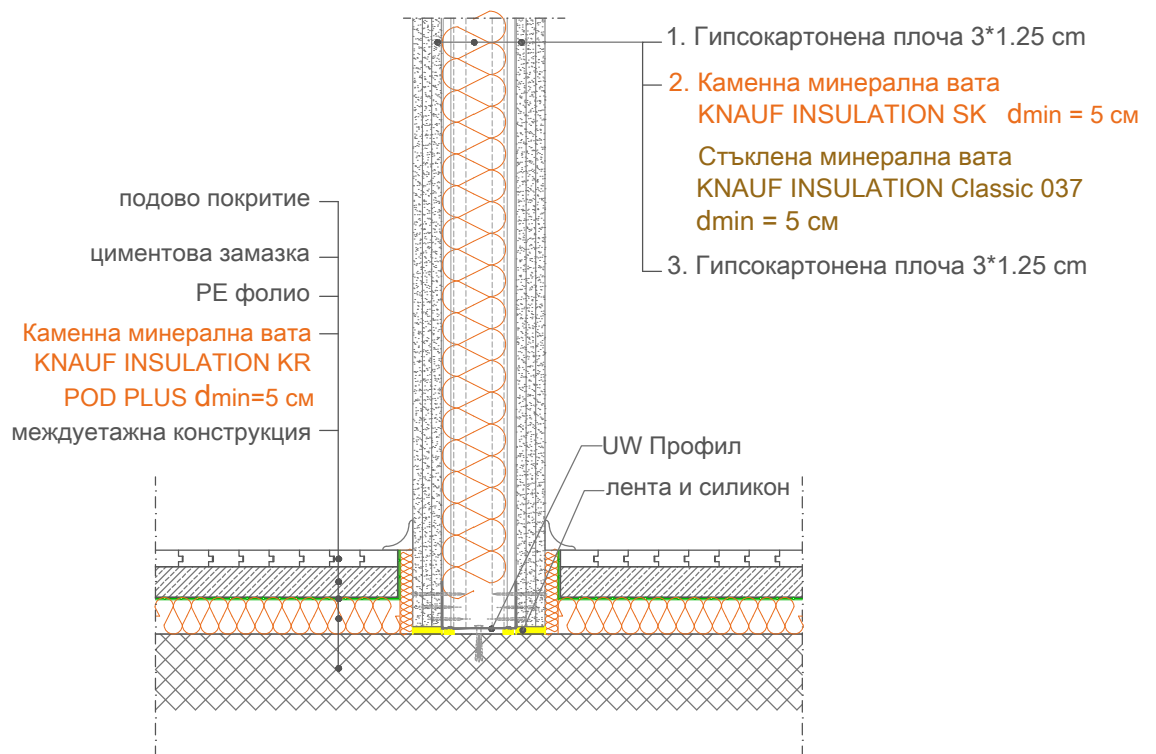 1. Гипсокартонена плоча 3*1.25 cm
2. Каменна минерална вата
KNAUF INSULATION SK dmin = 5 см
Стъклена минерална вата
KNAUF INSULATION Classic 037
dmin = 5 см
3. Гипсокартонена плоча 3*1.25 cm
подово покритие
циментова замазка
PE фолио
Каменна минерална вата
KNAUF INSULATION KR
POD PLUS dmin=5 см
междуетажна конструкция
UW Профил
лента и силикон